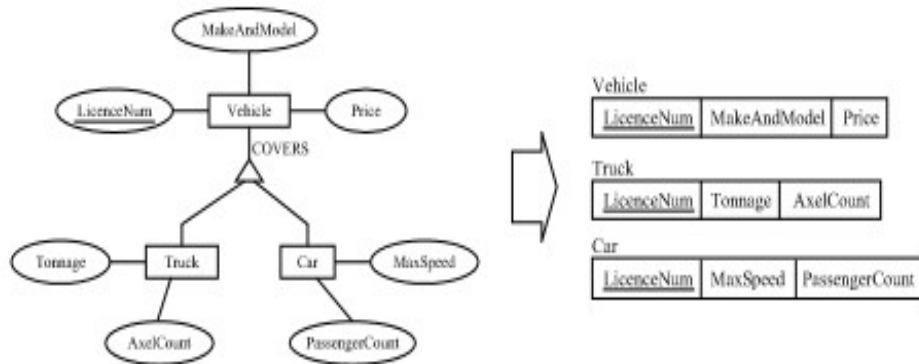 MakeAndModel
LicenceNum
Vehicle
Price
COVERS
Tonnage
Truck
Car
MaxSpeed
AxelCount
PassengerCount
Vehicle
LicenceNum MakeAndModel Price
Truck
LicenceNum Tonnage AxelCount
Car
LicenceNum MaxSpeed PassengerCount